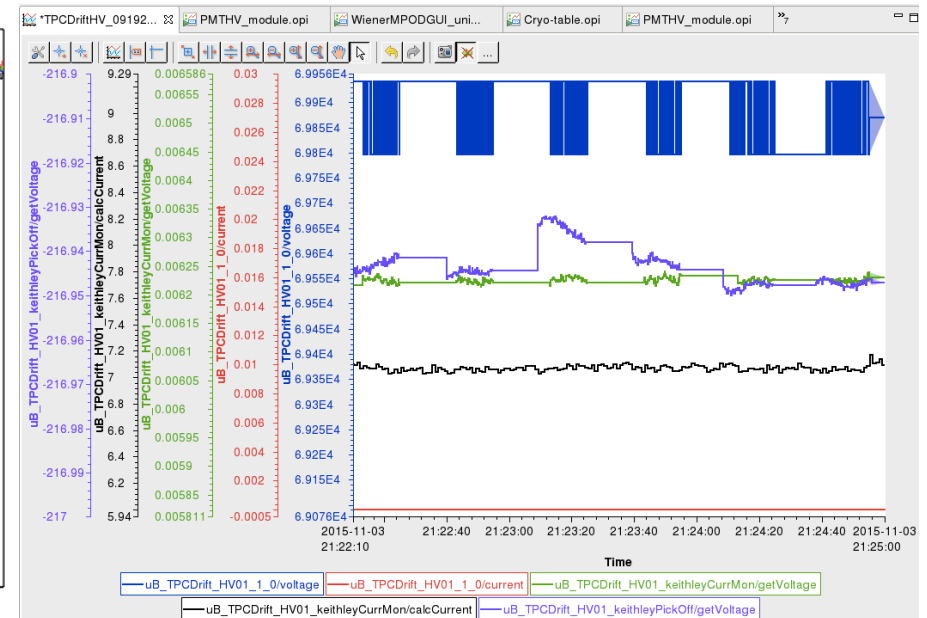 *TPCDriftHV_09192...
PMTHV_module.opi
WienerMPODGUI_uni...
Cryo-table.opi
PMTHV_module.opi
»7
...
uB_TPCDrift_HV01_keithleyPickOff/getVoltage
-216.9
-216.91
-216.92
-216.93
-216.94
-216.95
-216.96
-216.97
-216.98
-216.99
-217
uB_TPCDrift_HV01_keithleyCurrMon/calcCurrent
9.29
9
8.8
8.6
8.4
8.2
8
7.8
7.6
7.4
7.2
7
6.8
6.6
6.4
6.2
5.94
uB_TPCDrift_HV01_keithleyCurrMon/getVoltage
0.006586
0.00655
0.0065
0.00645
0.0064
0.00635
0.0063
0.00625
0.0062
0.00615
0.0061
0.00605
0.006
0.00595
0.0059
0.00585
0.005811
uB_TPCDrift_HV01_1_0/current
0.03
0.028
0.026
0.024
0.022
0.02
0.018
0.016
0.014
0.012
0.01
0.008
0.006
0.004
0.002
-0.0005
uB_TPCDrift_HV01_1_0/voltage
6.9956E4
6.99E4
6.985E4
6.98E4
6.975E4
6.97E4
6.965E4
6.96E4
6.955E4
6.95E4
6.945E4
6.94E4
6.935E4
6.93E4
6.925E4
6.92E4
6.915E4
6.9076E4
2015-11-03
21:22:10
21:22:40
21:23:00
21:23:20
21:23:40
21:24:00
21:24:20
21:24:40
2015-11-03
21:25:00
Time
uB_TPCDrift_HV01_1_0/voltage
uB_TPCDrift_HV01_1_0/current
uB_TPCDrift_HV01_keithleyCurrMon/getVoltage
uB_TPCDrift_HV01_keithleyCurrMon/calcCurrent
uB_TPCDrift_HV01_keithleyPickOff/getVoltage